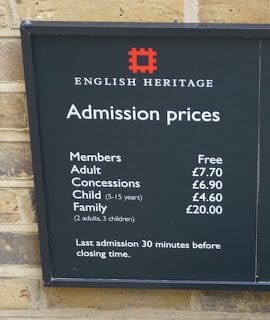 ENGLISH HERITAGE
Admission prices
Members Free
Adult £7.70
Concessions £6.90
Child (5-15 years) £4.60
Family £20.00
(2 adults, 3 children)
Last admission 30 minutes before
closing time.